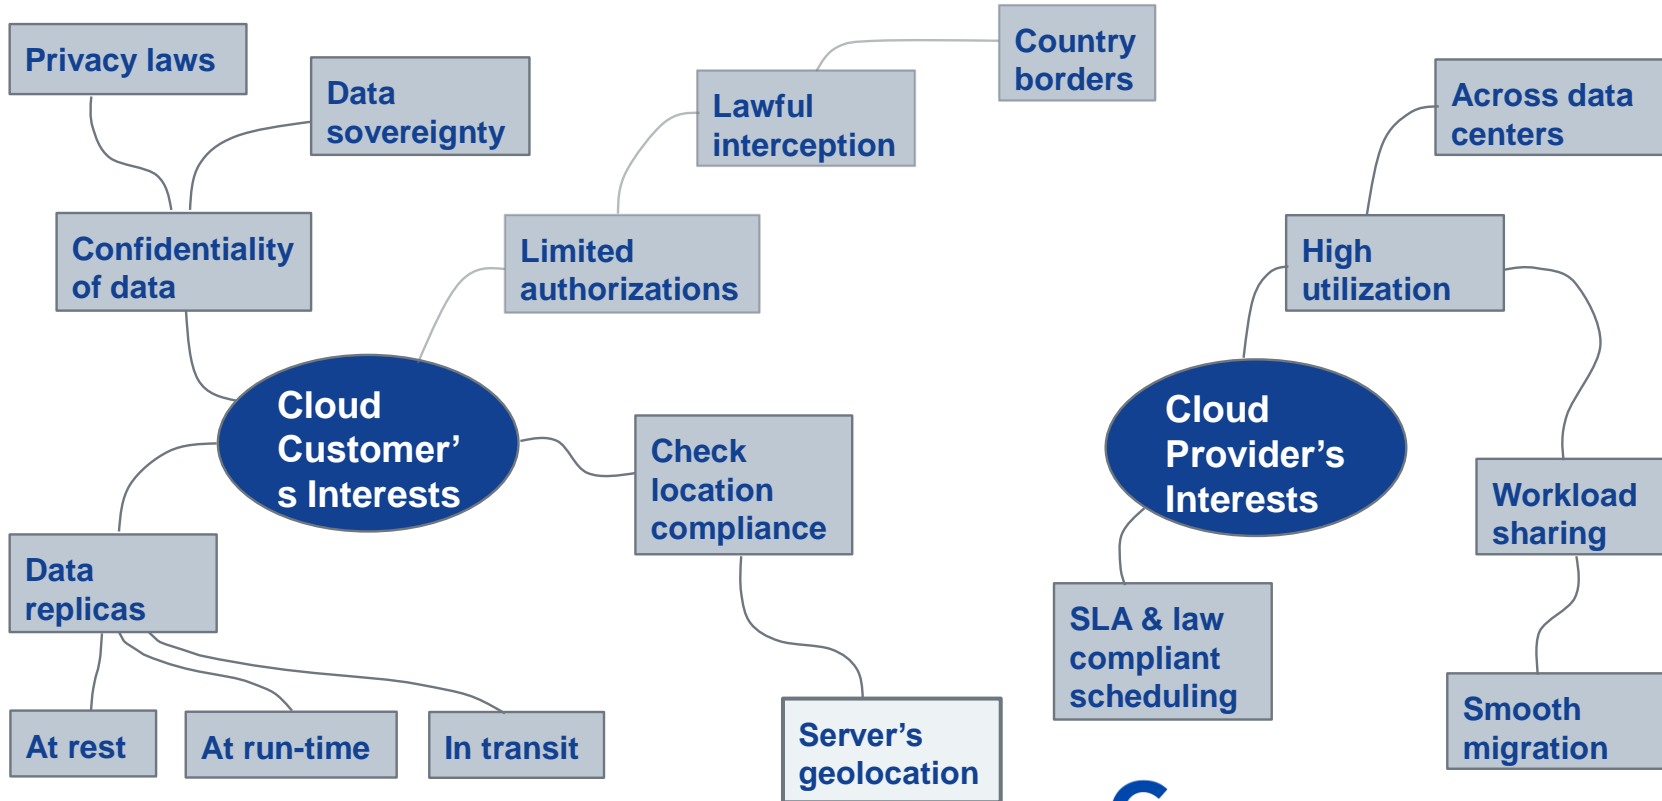 Privacy laws
Data
sovereignty
Confidentiality
of data
Limited
authorizations
Lawful
interception
Country
borders
Cloud
Customer’
s Interests
Check
location
compliance
Server’s
geolocation
Data
replicas
At rest
At run-time
In transit
Across data
centers
High
utilization
Cloud
Provider’s
Interests
Workload
sharing
SLA & law
compliant
scheduling
Smooth
migration